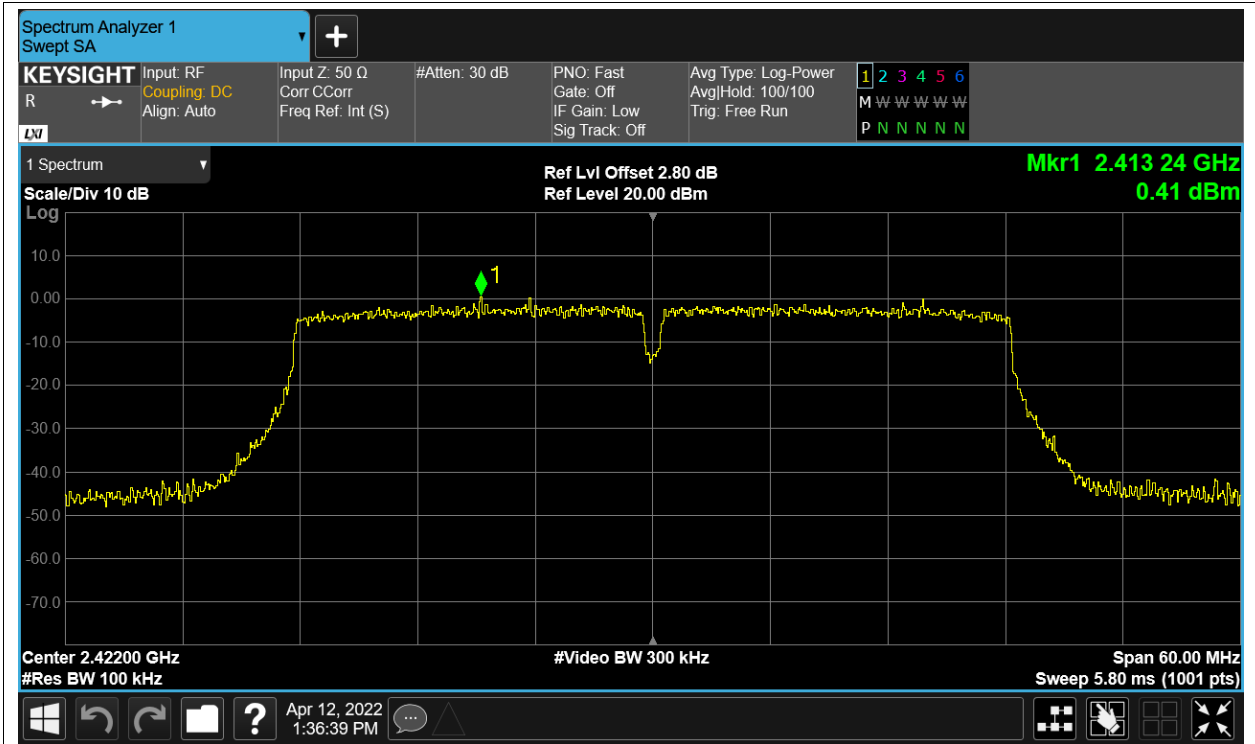 Spectrum Analyzer 1
Swept SA
KEYSIGHT
R
LXI
Input: RF
Coupling: DC
Align: Auto
Input Z: 50 Ω
Corr CCorr
Freq Ref: Int (S)
#Atten: 30 dB
PNO: Fast
Gate: Off
IF Gain: Low
Sig Track: Off
Avg Type: Log-Power
Avg|Hold: 100/100
Trig: Free Run
1 2 3 4 5 6
M W W W W W
P N N N N N
1 Spectrum
Scale/Div 10 dB
Ref Lvl Offset 2.80 dB
Ref Level 20.00 dBm
Mkr1 2.413 24 GHz
0.41 dBm
Log
10.0
0.00
-10.0
-20.0
-30.0
-40.0
-50.0
-60.0
-70.0
1
Center 2.42200 GHz
#Video BW 300 kHz
Span 60.00 MHz
#Res BW 100 kHz
Sweep 5.80 ms (1001 pts)
?
Apr 12, 2022
1:36:39 PM